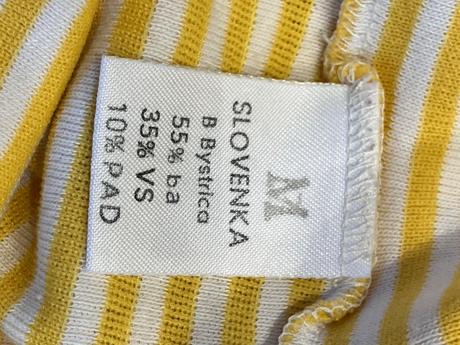 M
SLOVENKA
B Bystrica
55% ba
35% VS
10% PAD